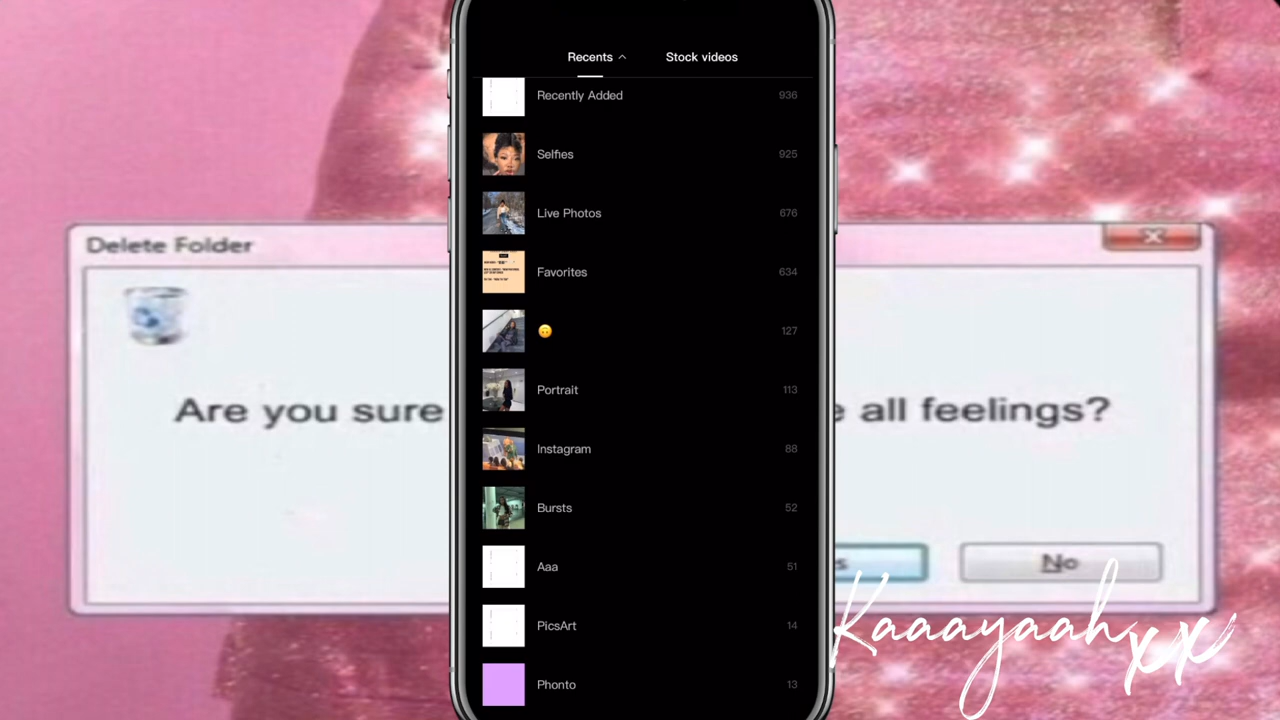 Recents
Stock videos
Recently Added 936
Selfies 925
Live Photos 676
Favorites 634
🙃 127
Portrait 113
Instagram 88
Bursts 52
Aaa 51
PicsArt 14
Phonto 13
Delete Folder
Are you sure
all feelings?
No
Kaaayaahxx